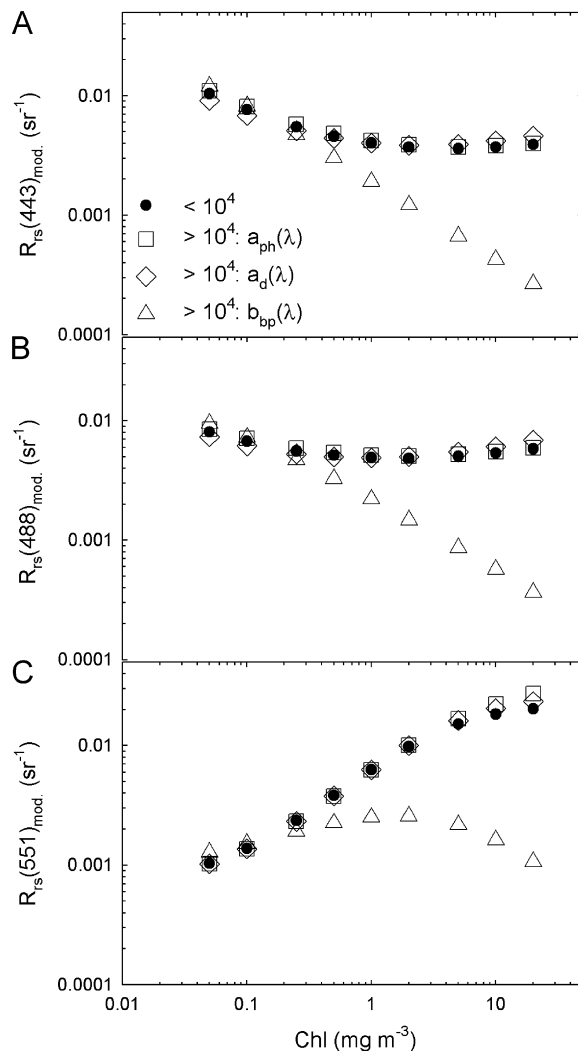 A
R_rs(443)_mod. (sr^-1)
0.01
0.001
0.0001
< 10^4
> 10^4: a_ph(λ)
> 10^4: a_d(λ)
> 10^4: b_bp(λ)
B
R_rs(488)_mod. (sr^-1)
0.01
0.001
0.0001
C
R_rs(551)_mod. (sr^-1)
0.01
0.001
0.0001
0.01 0.1 1 10
Chl (mg m^-3)